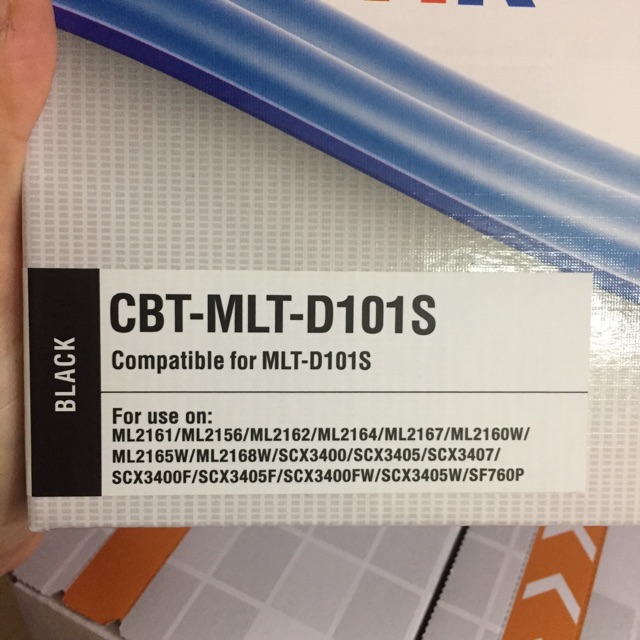 BLACK
CBT-MLT-D101S
Compatible for MLT-D101S
For use on:
ML2161/ML2156/ML2162/ML2164/ML2167/ML2160W/
ML2165W/ML2168W/SCX3400/SCX3405/SCX3407/
SCX3400F/SCX3405F/SCX3400FW/SCX3405W/SF760P